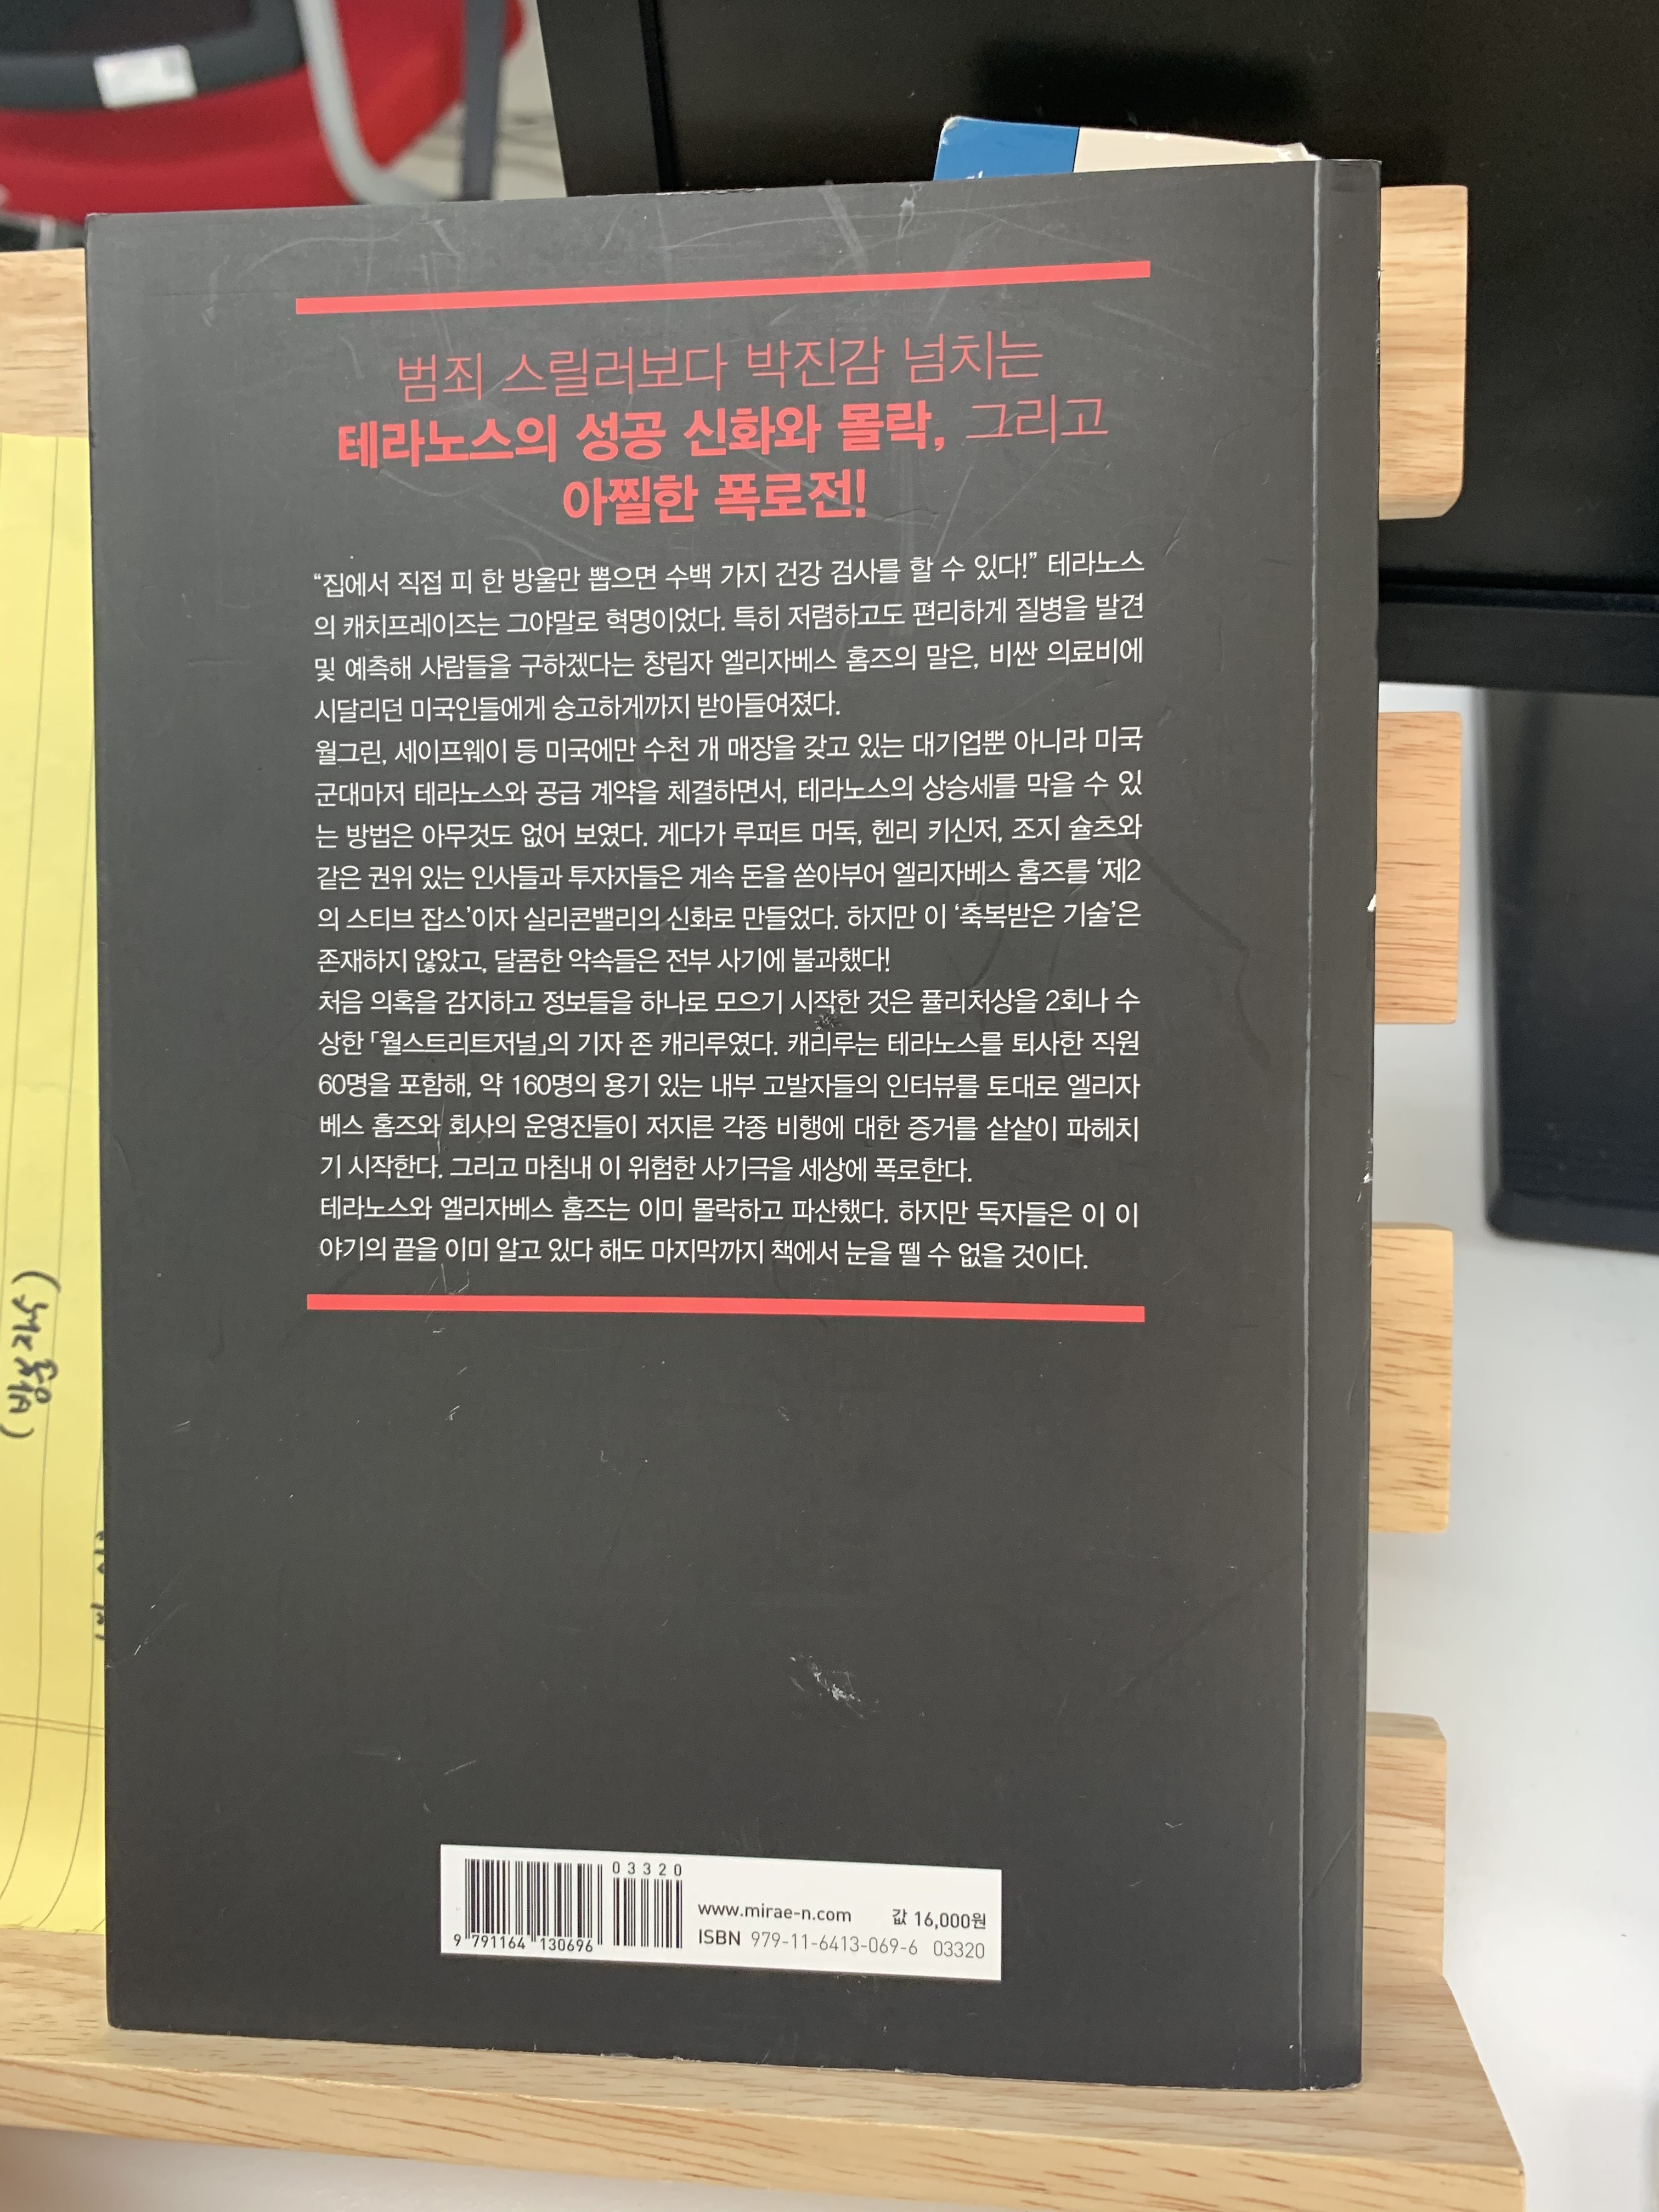 범죄 스릴러보다 박진감 넘치는
테라노스의 성공 신화와 몰락, 그리고
아찔한 폭로전!
“집에서 직접 피 한 방울만 뽑으면 수백 가지 건강 검사를 할 수 있다!” 테라노스
의 캐치프레이즈는 그야말로 혁명이었다. 특히 저렴하고도 편리하게 질병을 발견
및 예측해 사람들을 구하겠다는 창립자 엘리자베스 홈즈의 말은, 비싼 의료비에
시달리던 미국인들에게 숭고하게까지 받아들여졌다.
월그린, 세이프웨이 등 미국에만 수천 개 매장을 갖고 있는 대기업뿐 아니라 미국
군대마저 테라노스와 공급 계약을 체결하면서, 테라노스의 상승세를 막을 수 있
는 방법은 아무것도 없어 보였다. 게다가 루퍼트 머독, 헨리 키신저, 조지 슐츠와
같은 권위 있는 인사들과 투자자들은 계속 돈을 쏟아부어 엘리자베스 홈즈를 ‘제2
의 스티브 잡스’이자 실리콘밸리의 신화로 만들었다. 하지만 이 ‘축복받은 기술’은
존재하지 않았고, 달콤한 약속들은 전부 사기에 불과했다!
처음 의혹을 감지하고 정보들을 하나로 모으기 시작한 것은 퓰리처상을 2회나 수
상한 「월스트리트저널」의 기자 존 캐리루였다. 캐리루는 테라노스를 퇴사한 직원
60명을 포함해, 약 160명의 용기 있는 내부 고발자들의 인터뷰를 토대로 엘리자
베스 홈즈와 회사의 운영진들이 저지른 각종 비행에 대한 증거를 샅샅이 파헤치
기 시작한다. 그리고 마침내 이 위험한 사기극을 세상에 폭로한다.
테라노스와 엘리자베스 홈즈는 이미 몰락하고 파산했다. 하지만 독자들은 이 이
야기의 끝을 이미 알고 있다 해도 마지막까지 책에서 눈을 뗄 수 없을 것이다.
03320
9 791164 130696
www.mirae-n.com 값 16,000원
ISBN 979-11-6413-069-6 03320